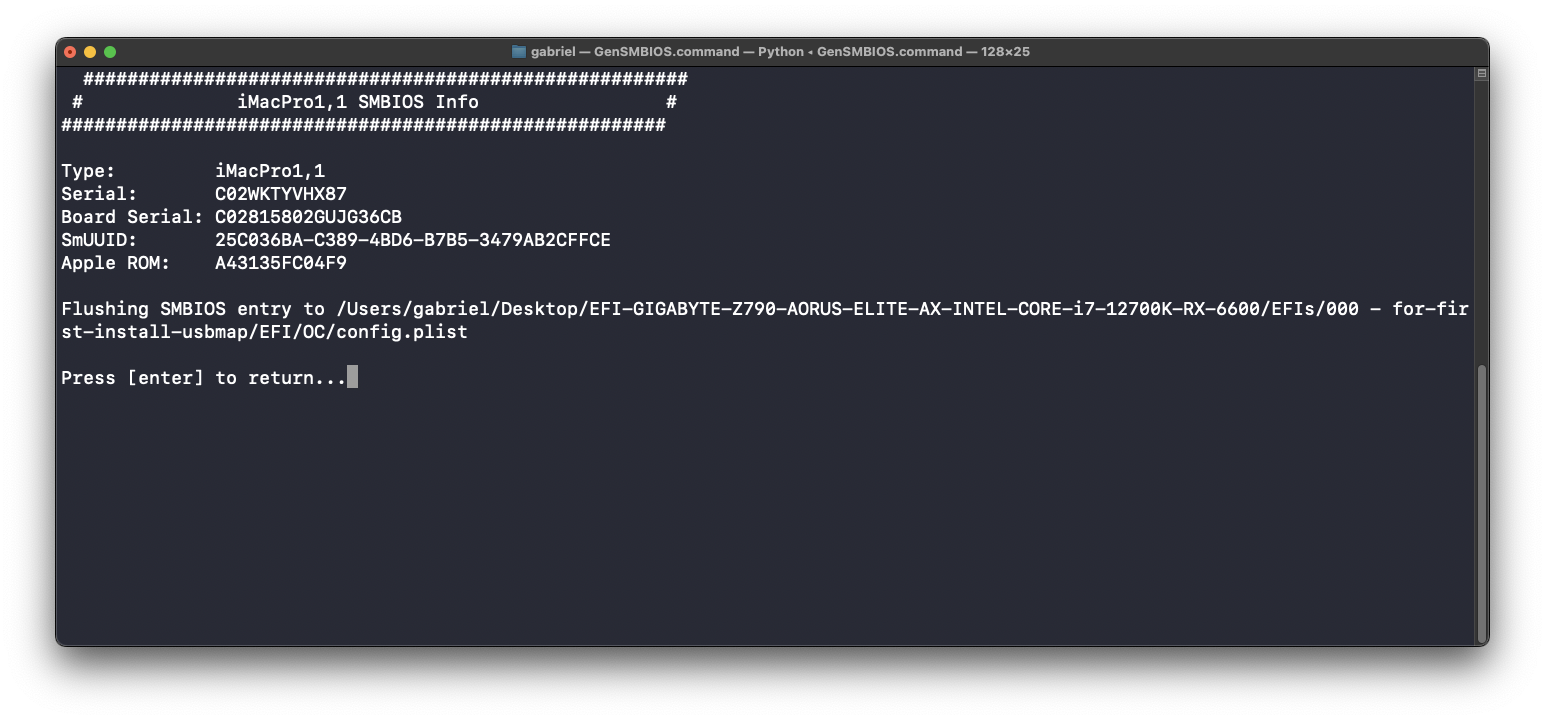 gabriel — GenSMBIOS.command — Python ◂ GenSMBIOS.command — 128×25
#######################################################
# iMacPro1,1 SMBIOS Info #
#######################################################
Type: iMacPro1,1
Serial: C02WKTYVHX87
Board Serial: C02815802GUJG36CB
SmUUID: 25C036BA-C389-4BD6-B7B5-3479AB2CFFCE
Apple ROM: A43135FC04F9
Flushing SMBIOS entry to /Users/gabriel/Desktop/EFI-GIGABYTE-Z790-AORUS-ELITE-AX-INTEL-CORE-i7-12700K-RX-6600/EFIs/000 - for-fir
st-install-usbmap/EFI/OC/config.plist
Press [enter] to return...